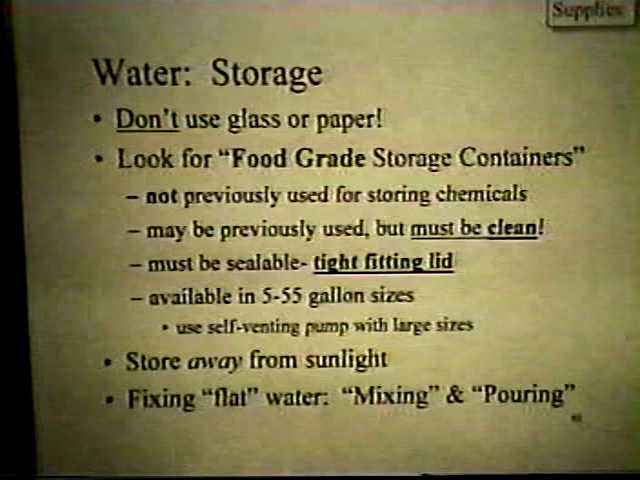 Supplies
Water: Storage
• Don't use glass or paper!
• Look for "Food Grade Storage Containers"
– not previously used for storing chemicals
– may be previously used, but must be clean!
– must be sealable- tight fitting lid
– available in 5-55 gallon sizes
• use self-venting pump with large sizes
• Store away from sunlight
• Fixing "flat" water: "Mixing" & "Pouring"